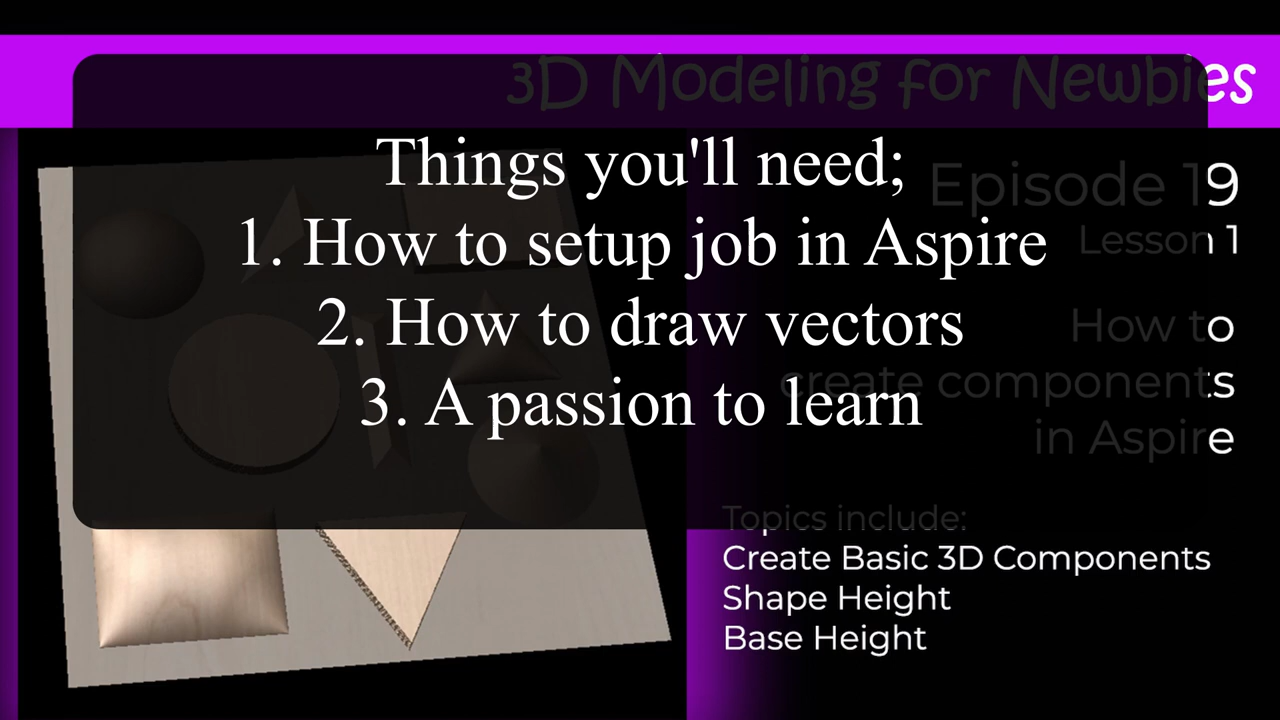 3D Modeling for Newbies
Things you'll need;
1. How to setup job in Aspire
2. How to draw vectors
3. A passion to learn
Episode 19
Lesson 1
How to
create components
in Aspire
Topics include:
Create Basic 3D Components
Shape Height
Base Height